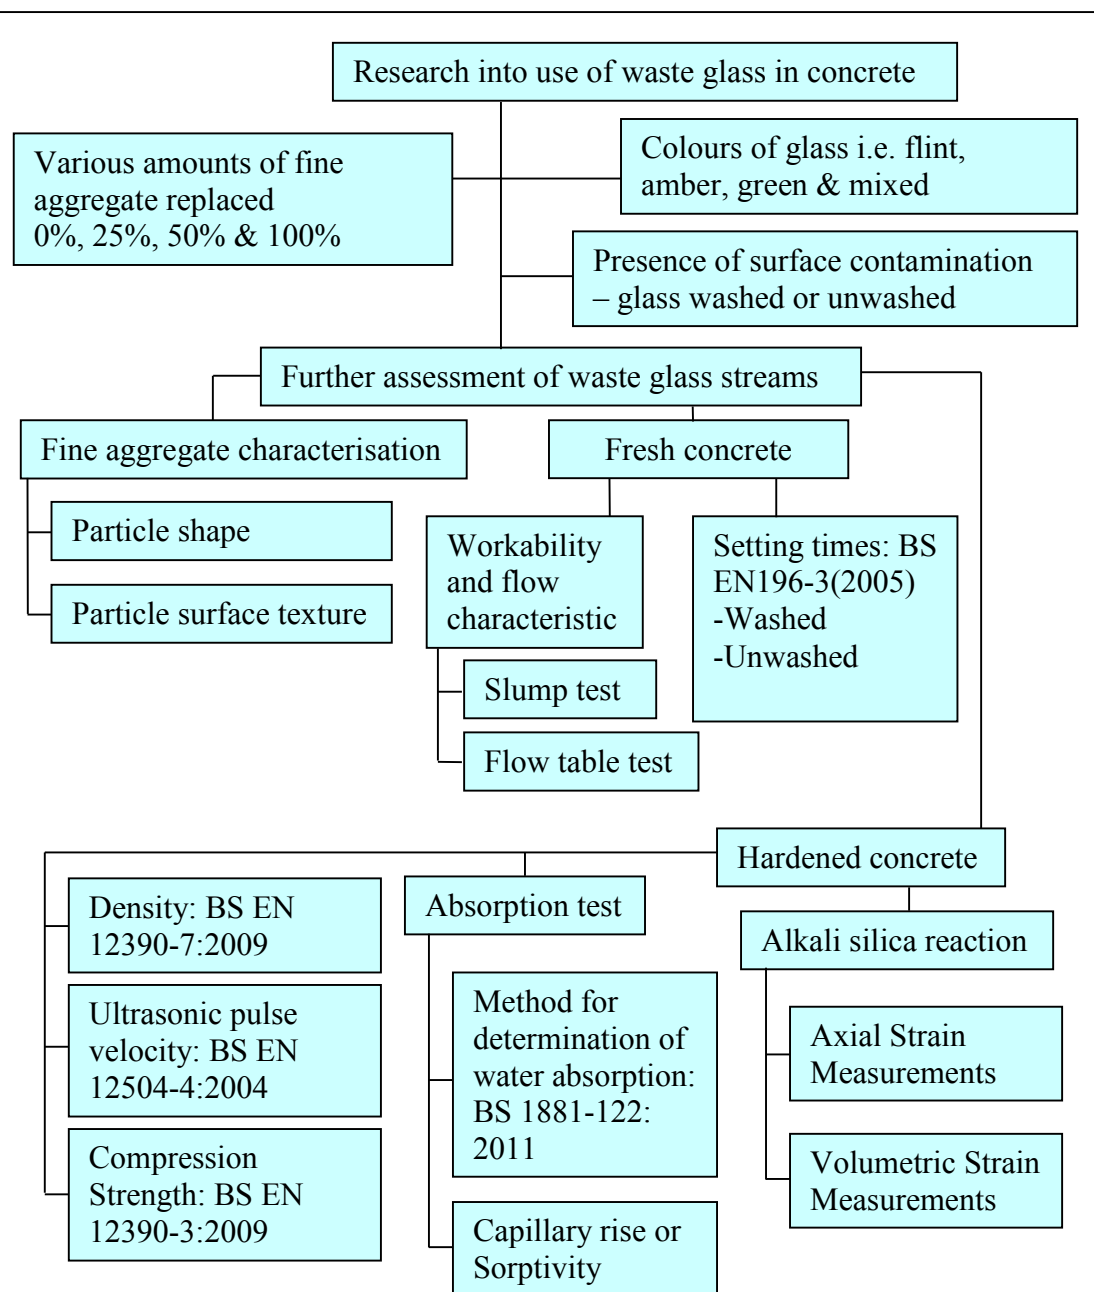 Research into use of waste glass in concrete
Various amounts of fine
aggregate replaced
0%, 25%, 50% & 100%
Colours of glass i.e. flint,
amber, green & mixed
Presence of surface contamination
– glass washed or unwashed
Further assessment of waste glass streams
Fine aggregate characterisation
Particle shape
Particle surface texture
Fresh concrete
Workability
and flow
characteristic
Slump test
Flow table test
Setting times: BS
EN196-3(2005)
-Washed
-Unwashed
Hardened concrete
Density: BS EN
12390-7:2009
Ultrasonic pulse
velocity: BS EN
12504-4:2004
Compression
Strength: BS EN
12390-3:2009
Absorption test
Method for
determination of
water absorption:
BS 1881-122:
2011
Capillary rise or
Sorptivity
Alkali silica reaction
Axial Strain
Measurements
Volumetric Strain
Measurements